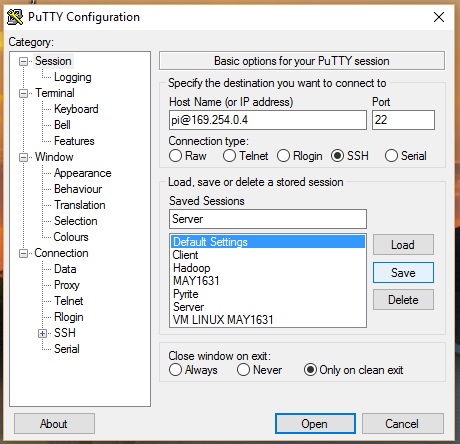 PuTTY Configuration
Category:
Session
Logging
Terminal
Keyboard
Bell
Features
Window
Appearance
Behaviour
Translation
Selection
Colours
Connection
Data
Proxy
Telnet
Rlogin
SSH
Serial
Basic options for your PuTTY session
Specify the destination you want to connect to
Host Name (or IP address) Port
pi@169.254.0.4 22
Connection type:
Raw Telnet Rlogin SSH Serial
Load, save or delete a stored session
Saved Sessions
Server
Default Settings
Client
Hadoop
MAY1631
Pyrite
Server
VM LINUX MAY1631
Load
Save
Delete
Close window on exit:
Always Never Only on clean exit
About Open Cancel